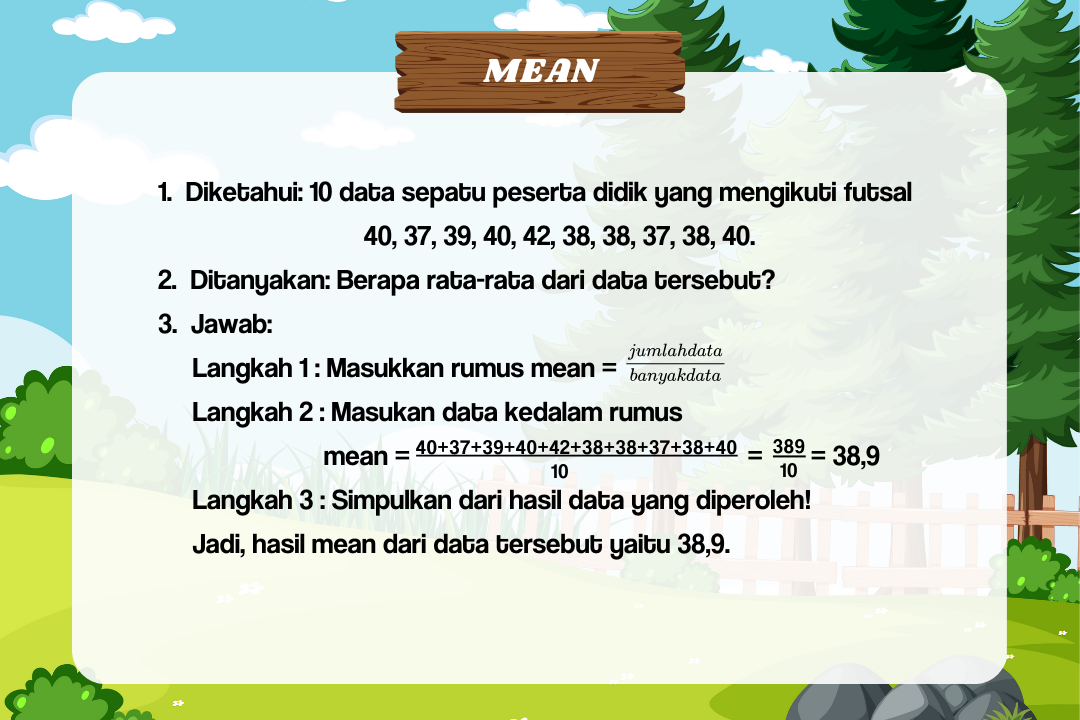 MEAN
1. Diketahui: 10 data sepatu peserta didik yang mengikuti futsal
40, 37, 39, 40, 42, 38, 38, 37, 38, 40.
2. Ditanyakan: Berapa rata-rata dari data tersebut?
3. Jawab:
Langkah 1 : Masukkan rumus mean = jumlahdata / banyakdata
Langkah 2 : Masukan data kedalam rumus
mean = 40+37+39+40+42+38+38+37+38+40 / 10 = 389 / 10 = 38,9
Langkah 3 : Simpulkan dari hasil data yang diperoleh!
Jadi, hasil mean dari data tersebut yaitu 38,9.